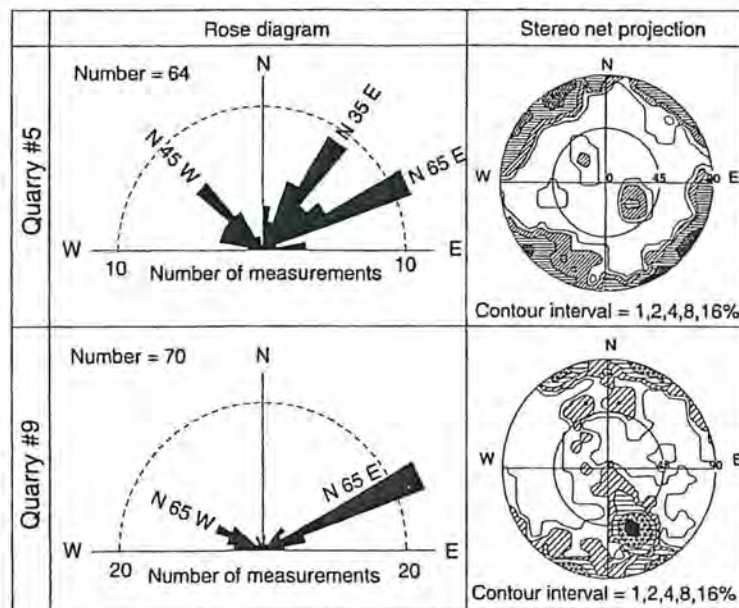 Rose diagram
Stereo net projection
Quarry #5
Number = 64
N
N 45 W
N 35 E
N 65 E
W
E
10
10
Number of measurements
N
W
E
0
45
90
Contour interval = 1,2,4,8,16%
Quarry #9
Number = 70
N
N 65 W
N 65 E
W
E
20
20
Number of measurements
N
W
E
0
45
90
Contour interval = 1,2,4,8,16%